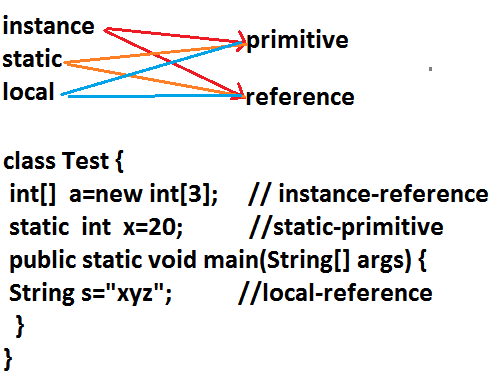 instance
primitive
static
local
reference
class Test {
int[] a=new int[3]; // instance-reference
static int x=20; //static-primitive
public static void main(String[] args) {
String s="xyz"; //local-reference
}
}